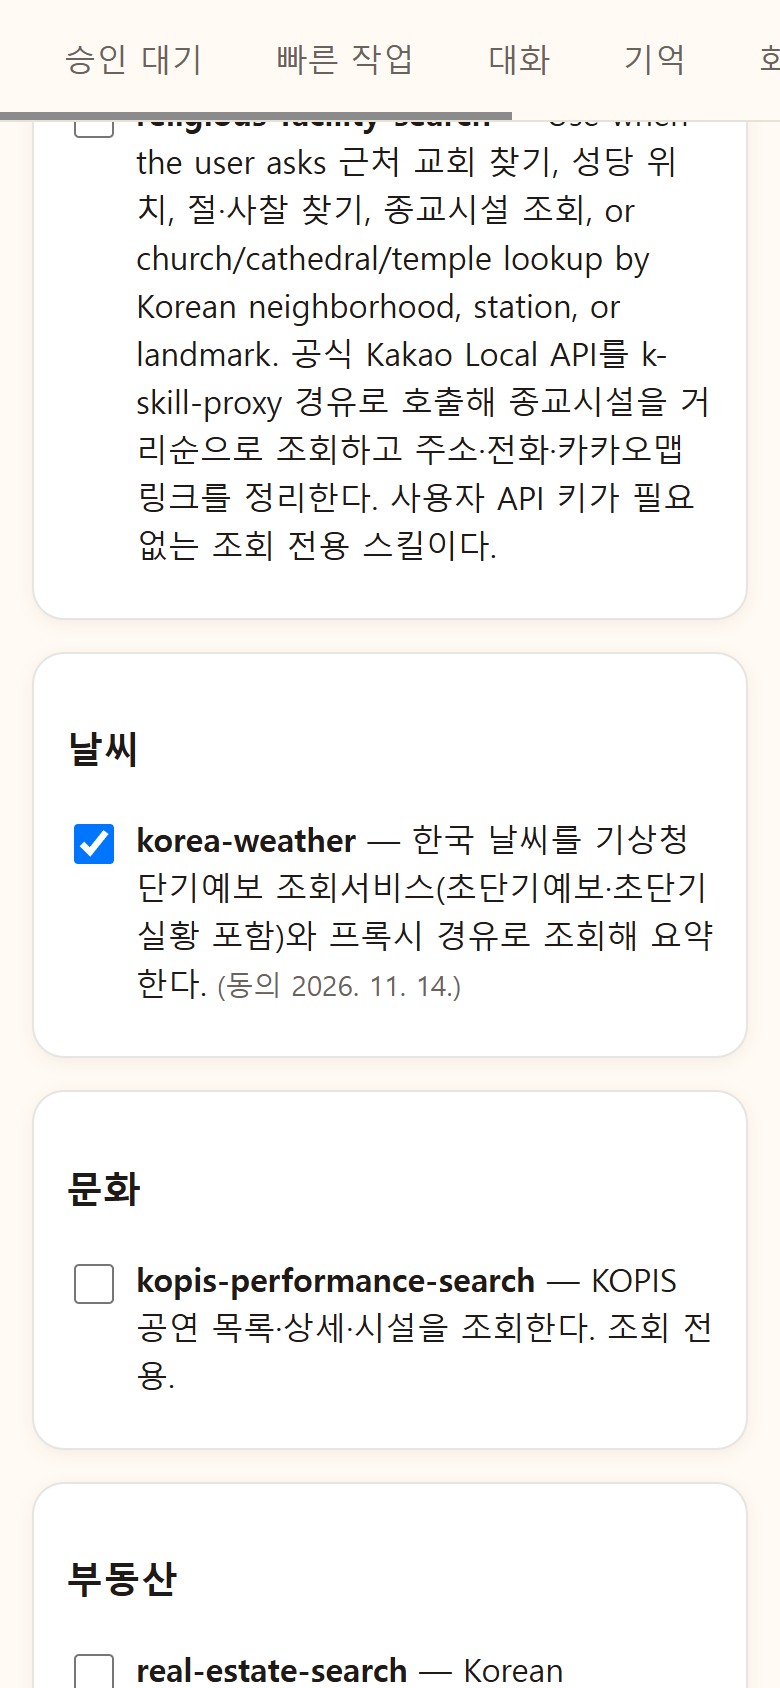 승인 대기 빠른 작업 대화 기억
religious-facility-search — Use when
the user asks 근처 교회 찾기, 성당 위
치, 절·사찰 찾기, 종교시설 조회, or
church/cathedral/temple lookup by
Korean neighborhood, station, or
landmark. 공식 Kakao Local API를 k-
skill-proxy 경유로 호출해 종교시설을 거
리순으로 조회하고 주소·전화·카카오맵
링크를 정리한다. 사용자 API 키가 필요
없는 조회 전용 스킬이다.
날씨
korea-weather — 한국 날씨를 기상청
단기예보 조회서비스(초단기예보·초단기
실황 포함)와 프록시 경유로 조회해 요약
한다. (동의 2026. 11. 14.)
문화
kopis-performance-search — KOPIS
공연 목록·상세·시설을 조회한다. 조회 전
용.
부동산
real-estate-search — Korean